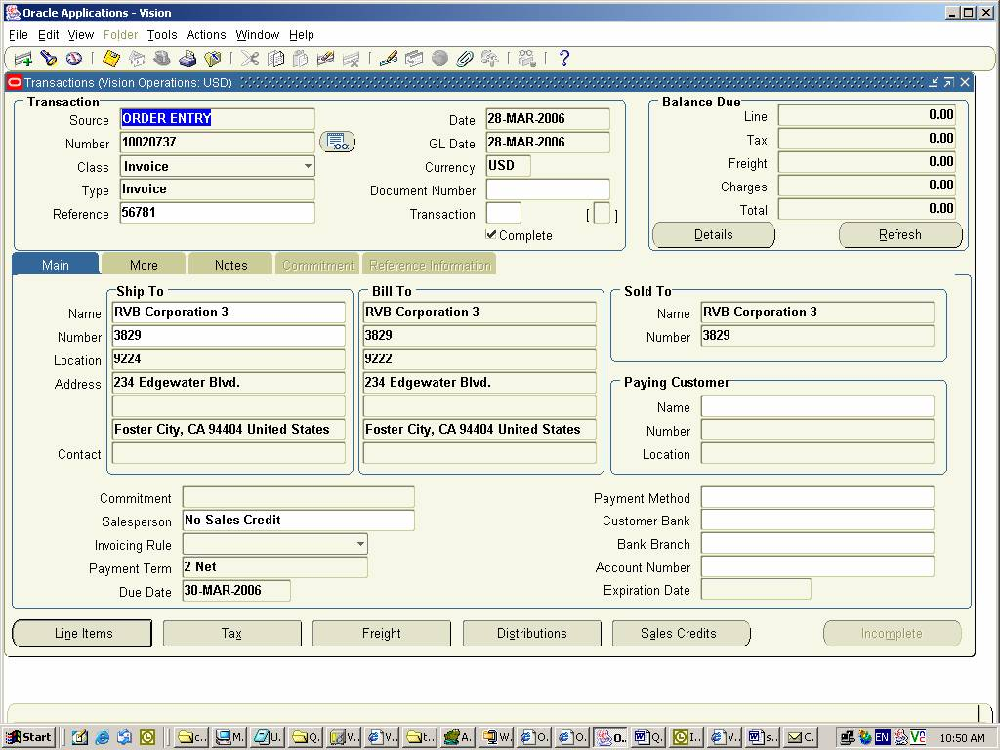 Oracle Applications - Vision
File Edit View Folder Tools Actions Window Help
Transactions (Vision Operations: USD)
Transaction
Source ORDER ENTRY
Number 10020737
Class Invoice
Type Invoice
Reference 56781
Date 28-MAR-2006
GL Date 28-MAR-2006
Currency USD
Document Number
Transaction [ ]
Complete
Balance Due
Line 0.00
Tax 0.00
Freight 0.00
Charges 0.00
Total 0.00
Details Refresh
Main More Notes Commitment Reference Information
Ship To
Name RVB Corporation 3
Number 3829
Location 9224
Address 234 Edgewater Blvd.
Foster City, CA 94404 United States
Contact
Bill To
RVB Corporation 3
3829
9222
234 Edgewater Blvd.
Foster City, CA 94404 United States
Sold To
Name RVB Corporation 3
Number 3829
Paying Customer
Name
Number
Location
Commitment
Salesperson No Sales Credit
Invoicing Rule
Payment Term 2 Net
Due Date 30-MAR-2006
Payment Method
Customer Bank
Bank Branch
Account Number
Expiration Date
Line Items Tax Freight Distributions Sales Credits Incomplete
Start c.. M. U. Q. V.. V.. t.. A. W O.. O.. O.. Q. I.. V.. s.. C. EN 10:50 AM